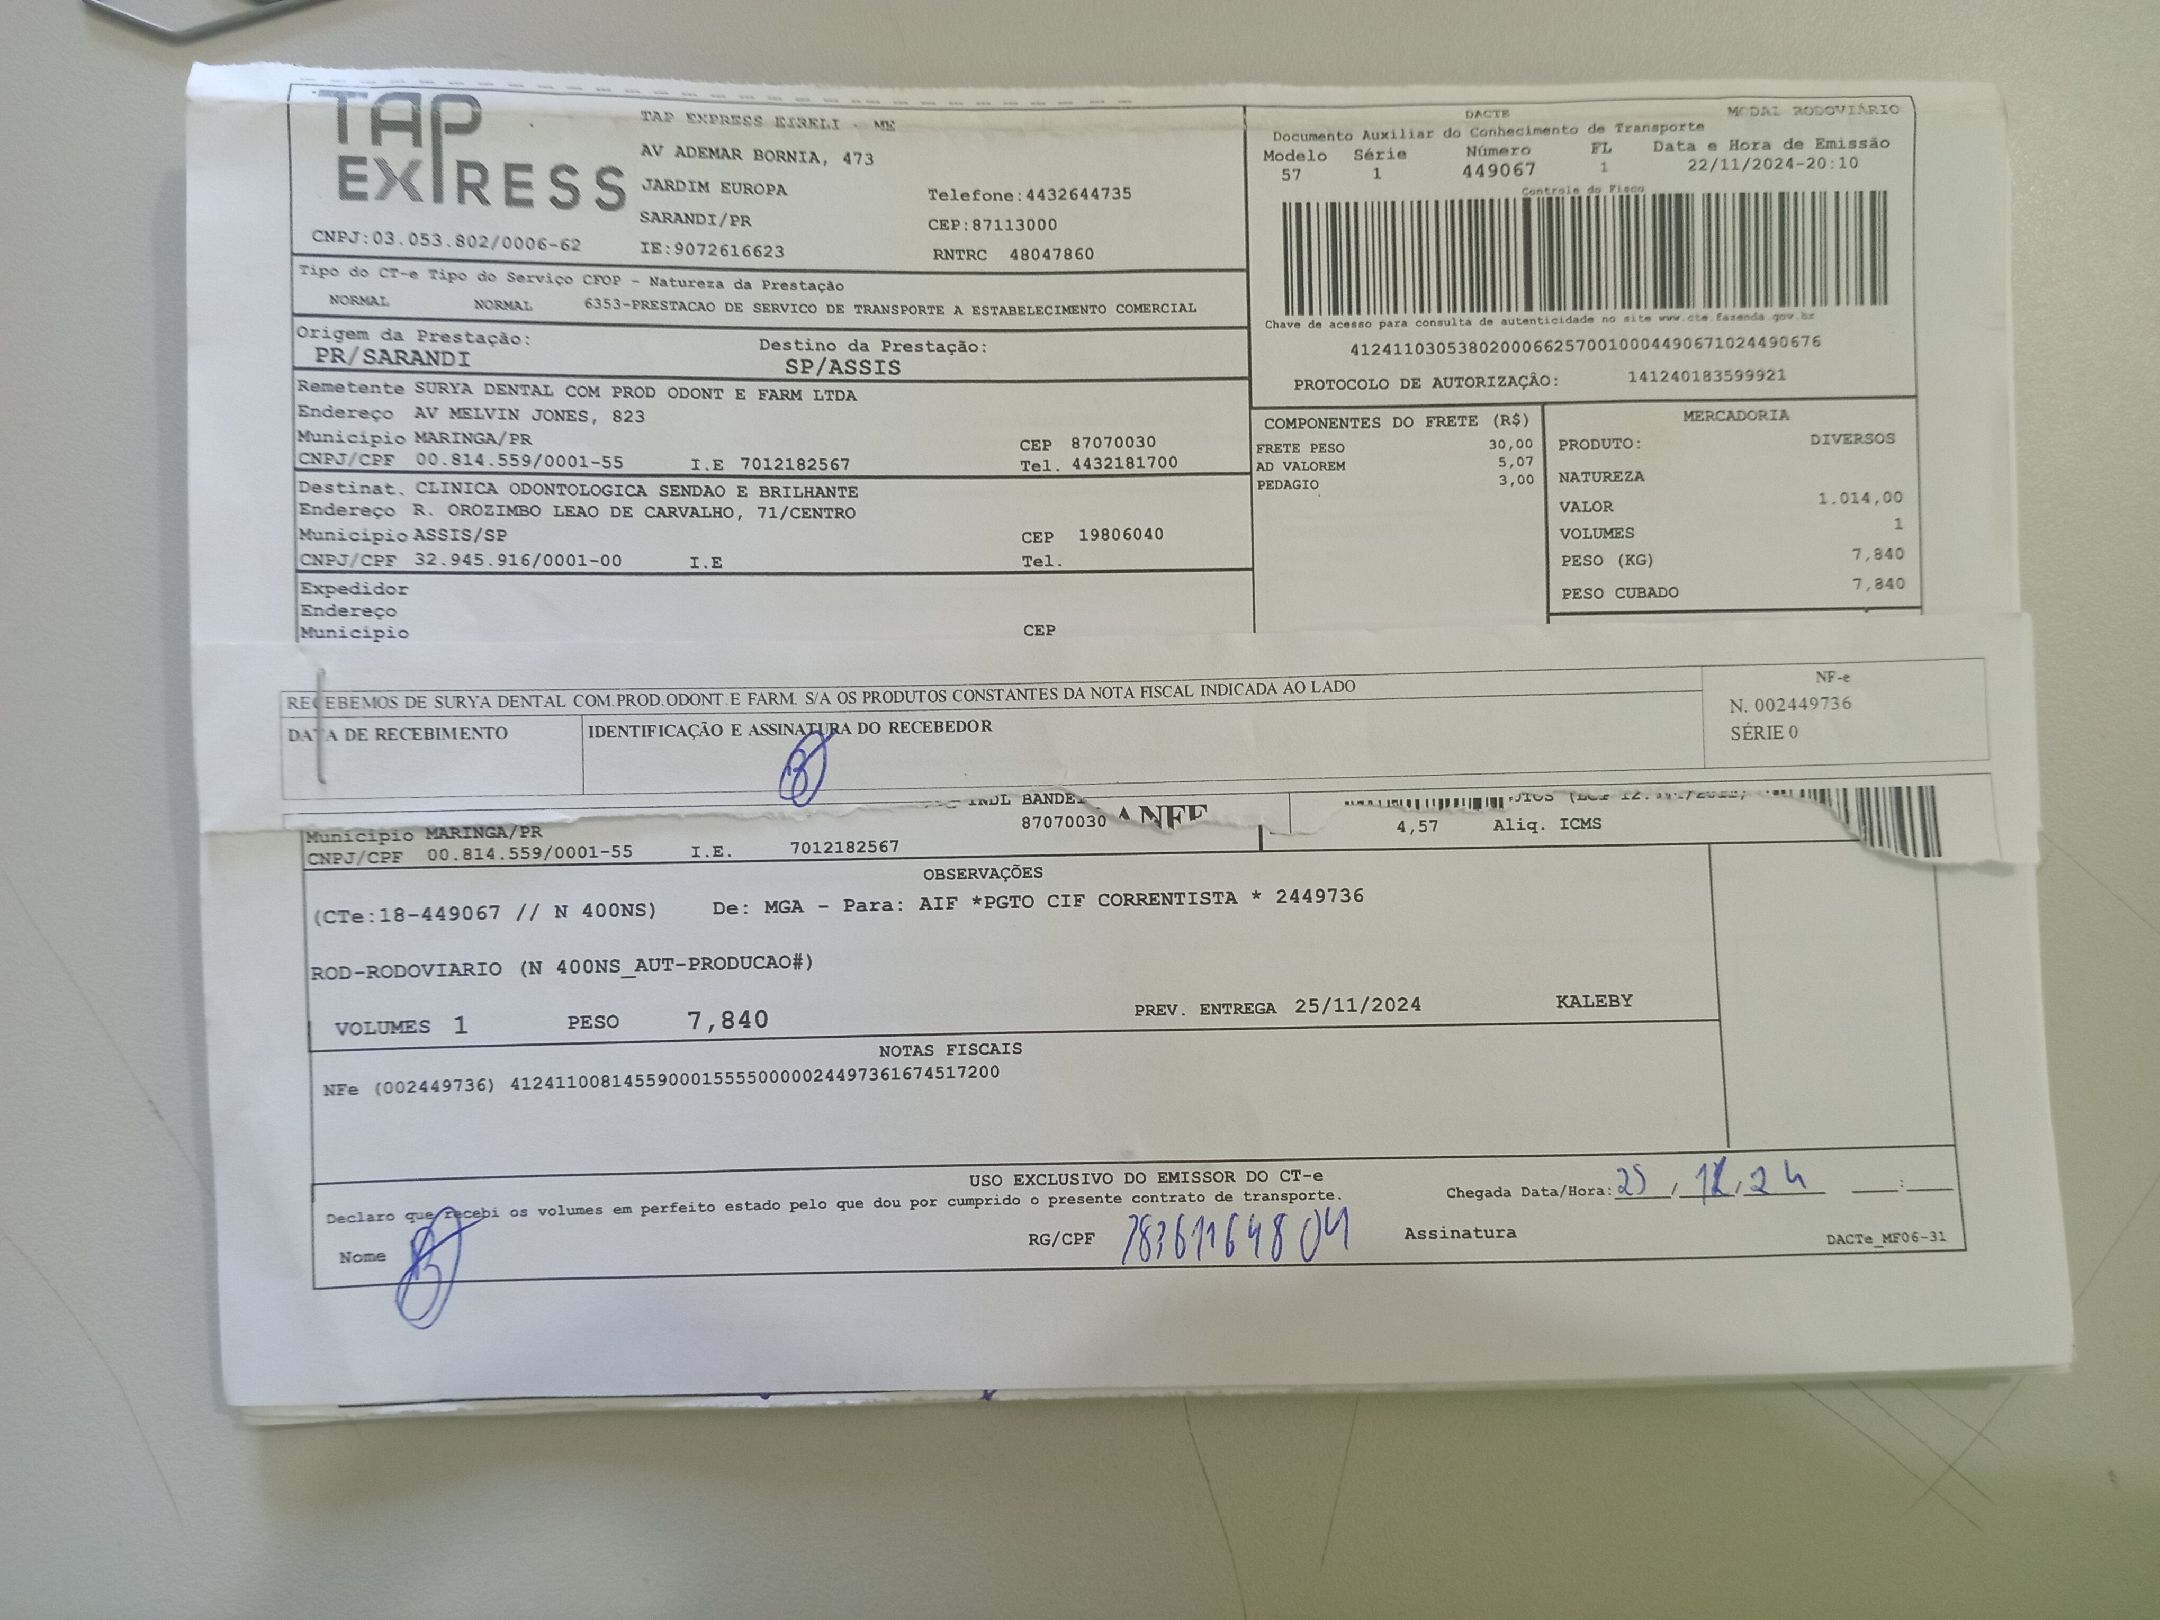 TAP EXPRESS
TAP EXPRESS EIRELI - ME
AV ADEMAR BORNIA, 473
JARDIM EUROPA
Telefone:4432644735
SARANDI/PR
CEP:87113000
CNPJ:03.053.802/0006-62
IE:9072616623
RNTRC 48047860
DACTE
MODAL RODOVIÁRIO
Documento Auxiliar do Conhecimento de Transporte
Modelo Série Número FL Data e Hora de Emissão
57 1 449067 1 22/11/2024-20:10
Controle do Fisco
Chave de acesso para consulta de autenticidade no site www.cte.fazenda.gov.br
41241103053802000662570010004490671024490676
PROTOCOLO DE AUTORIZAÇÃO: 141240183599921
Tipo do CT-e Tipo do Serviço CFOP - Natureza da Prestação
NORMAL NORMAL 6353-PRESTACAO DE SERVICO DE TRANSPORTE A ESTABELECIMENTO COMERCIAL
Origem da Prestação: Destino da Prestação:
PR/SARANDI SP/ASSIS
Remetente SURYA DENTAL COM PROD ODONT E FARM LTDA
Endereço AV MELVIN JONES, 823
Município MARINGA/PR CEP 87070030
CNPJ/CPF 00.814.559/0001-55 I.E 7012182567 Tel. 4432181700
Destinat. CLINICA ODONTOLOGICA SENDAO E BRILHANTE
Endereço R. OROZIMBO LEAO DE CARVALHO, 71/CENTRO
Município ASSIS/SP CEP 19806040
CNPJ/CPF 32.945.916/0001-00 I.E Tel.
Expedidor
Endereço
Município CEP
COMPONENTES DO FRETE (R$)
FRETE PESO 30,00
AD VALOREM 5,07
PEDAGIO 3,00
MERCADORIA
PRODUTO: DIVERSOS
NATUREZA
VALOR 1.014,00
VOLUMES 1
PESO (KG) 7,840
PESO CUBADO 7,840
RECEBEMOS DE SURYA DENTAL COM.PROD.ODONT.E FARM. S/A OS PRODUTOS CONSTANTES DA NOTA FISCAL INDICADA AO LADO
DATA DE RECEBIMENTO IDENTIFICAÇÃO E ASSINATURA DO RECEBEDOR
NF-e
N. 002449736
SÉRIE 0
Município MARINGA/PR 87070030
4,57 Aliq. ICMS
CNPJ/CPF 00.814.559/0001-55 I.E. 7012182567
OBSERVAÇÕES
(CTe:18-449067 // N 400NS) De: MGA - Para: AIF *PGTO CIF CORRENTISTA * 2449736
ROD-RODOVIARIO (N 400NS_AUT-PRODUCAO#)
VOLUMES 1 PESO 7,840 PREV. ENTREGA 25/11/2024 KALEBY
NOTAS FISCAIS
NFe (002449736) 41241100814559000155550000024497361674517200
USO EXCLUSIVO DO EMISSOR DO CT-e
Declaro que recebi os volumes em perfeito estado pelo que dou por cumprido o presente contrato de transporte.
Chegada Data/Hora:
Nome RG/CPF Assinatura
DACTe_MF06-31